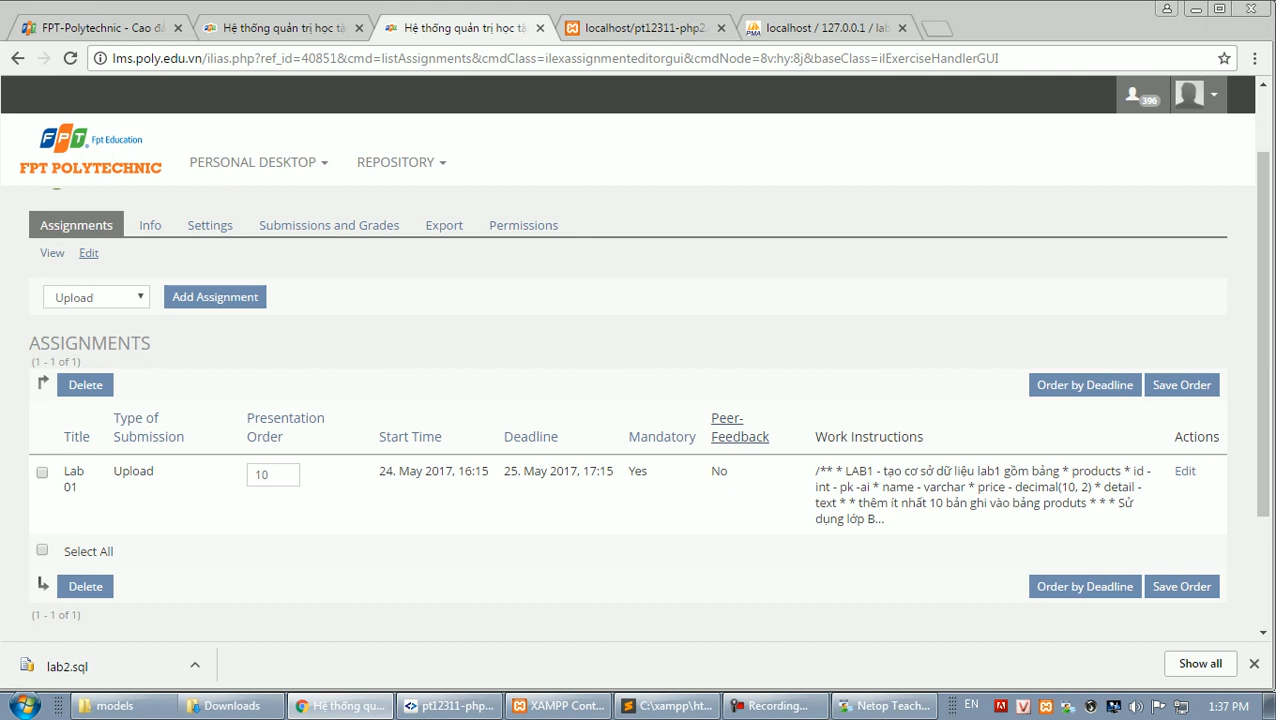 FPT-Polytechnic - Cao đẳ
Hệ thống quản trị học tậ
Hệ thống quản trị học tậ
localhost/pt12311-php2
localhost / 127.0.0.1 / lab
lms.poly.edu.vn/ilias.php?ref_id=40851&cmd=listAssignments&cmdClass=ilexassignmenteditorgui&cmdNode=8v:hy:8j&baseClass=ilExerciseHandlerGUI
396
FPT Fpt Education
FPT POLYTECHNIC
PERSONAL DESKTOP
REPOSITORY
Assignments
Info
Settings
Submissions and Grades
Export
Permissions
View
Edit
Upload
Add Assignment
ASSIGNMENTS
(1 - 1 of 1)
Delete
Order by Deadline
Save Order
Title
Type of
Submission
Presentation
Order
Start Time
Deadline
Mandatory
Peer-
Feedback
Work Instructions
Actions
Lab
01
Upload
10
24. May 2017, 16:15
25. May 2017, 17:15
Yes
No
/** * LAB1 - tạo cơ sở dữ liệu lab1 gồm bảng * products * id -
int - pk -ai * name - varchar * price - decimal(10, 2) * detail -
text * * thêm ít nhất 10 bản ghi vào bảng produts * * * Sử
dụng lớp B...
Edit
Select All
Delete
Order by Deadline
Save Order
(1 - 1 of 1)
lab2.sql
Show all
models
Downloads
Hệ thống qu...
pt12311-php...
XAMPP Cont...
C:\xampp\ht...
Recording...
Netop Teach...
EN
1:37 PM